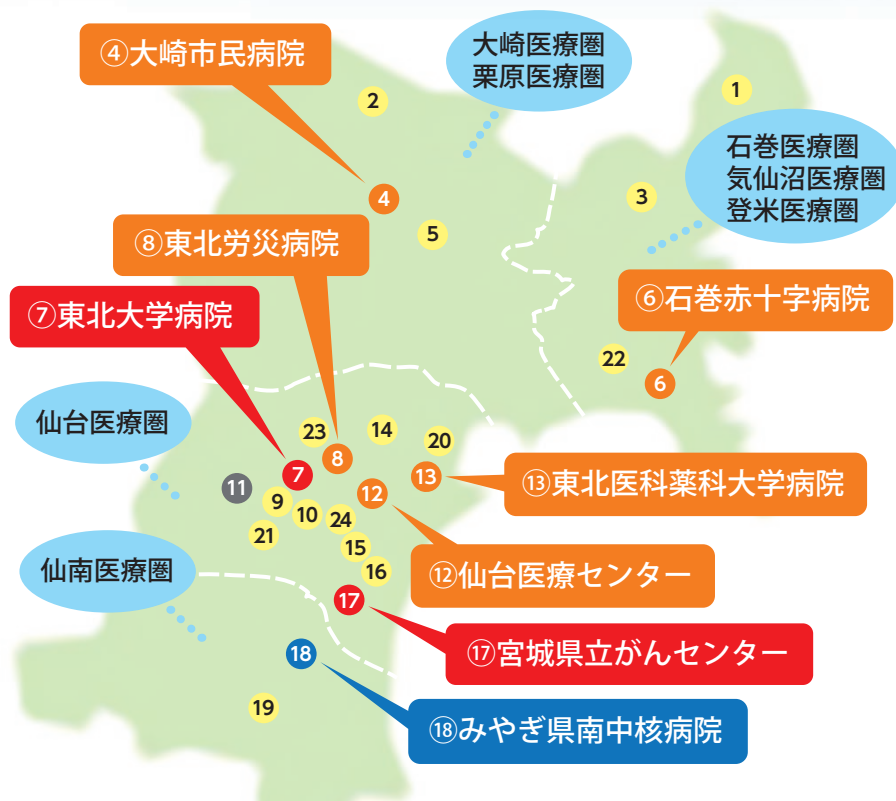 ④大崎市民病院
大崎医療圏
栗原医療圏
2
1
石巻医療圏
気仙沼医療圏
登米医療圏
4
3
5
⑧東北労災病院
⑦東北大学病院
⑥石巻赤十字病院
22
6
仙台医療圏
23
14
20
8
7
13
⑬東北医科薬科大学病院
11
12
9
10
24
21
15
16
仙南医療圏
⑫仙台医療センター
17
⑰宮城県立がんセンター
18
19
⑱みやぎ県南中核病院